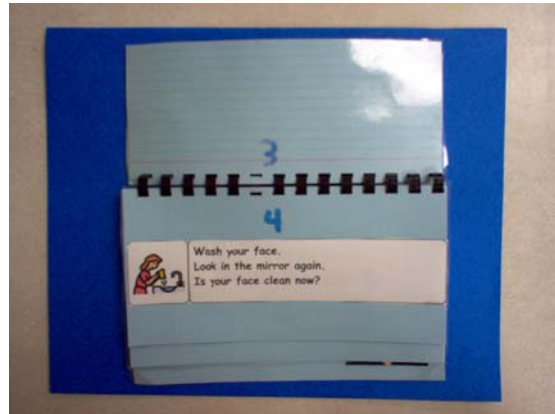 3
4
Wash your face.
Look in the mirror again.
Is your face clean now?